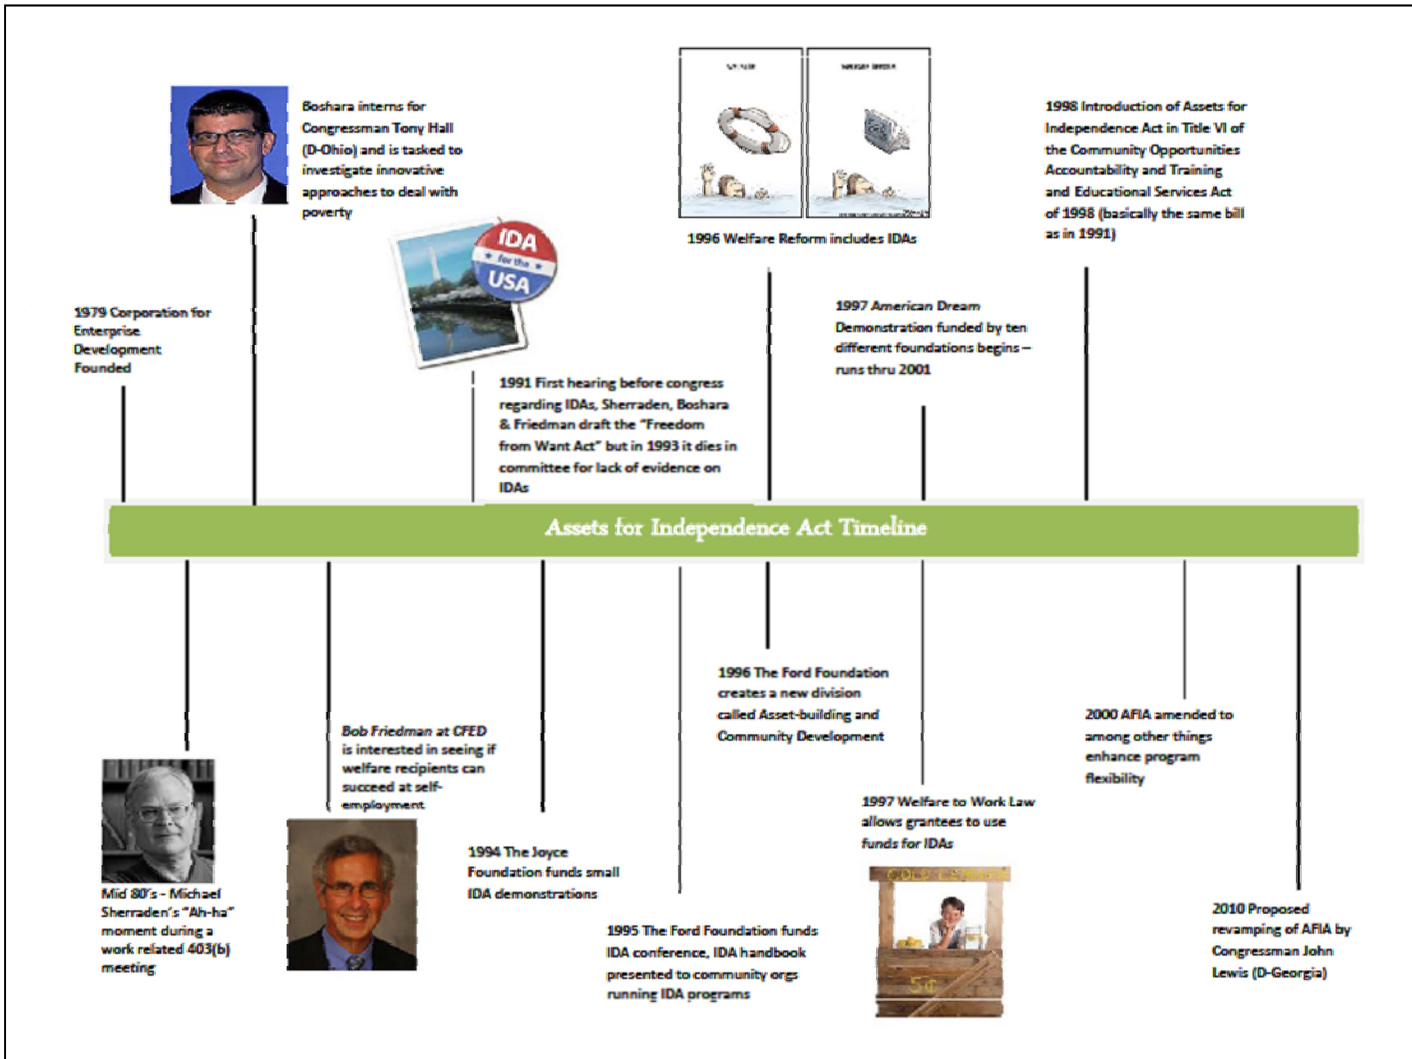 Boshara interns for
Congressman Tony Hall
(D-Ohio) and is tasked to
investigate innovative
approaches to deal with
poverty
WELFARE
WELFARE REFORM
1996 Welfare Reform includes IDAs
1998 Introduction of Assets for
Independence Act in Title VI of
the Community Opportunities
Accountability and Training
and Educational Services Act
of 1998 (basically the same bill
as in 1991)
IDA
for the
USA
1979 Corporation for
Enterprise
Development
Founded
1991 First hearing before congress
regarding IDAs, Sherraden, Boshara
& Friedman draft the "Freedom
from Want Act" but in 1993 it dies in
committee for lack of evidence on
IDAs
1997 American Dream
Demonstration funded by ten
different foundations begins –
runs thru 2001
Assets for Independence Act Timeline
Mid 80's - Michael
Sherraden's "Ah-ha"
moment during a
work related 403(b)
meeting
Bob Friedman at CFED
is interested in seeing if
welfare recipients can
succeed at self-
employment
1994 The Joyce
Foundation funds small
IDA demonstrations
1995 The Ford Foundation funds
IDA conference, IDA handbook
presented to community orgs
running IDA programs
1996 The Ford Foundation
creates a new division
called Asset-building and
Community Development
1997 Welfare to Work Law
allows grantees to use
funds for IDAs
COLD LEMONADE
5¢
2000 AFIA amended to
among other things
enhance program
flexibility
2010 Proposed
revamping of AFIA by
Congressman John
Lewis (D-Georgia)